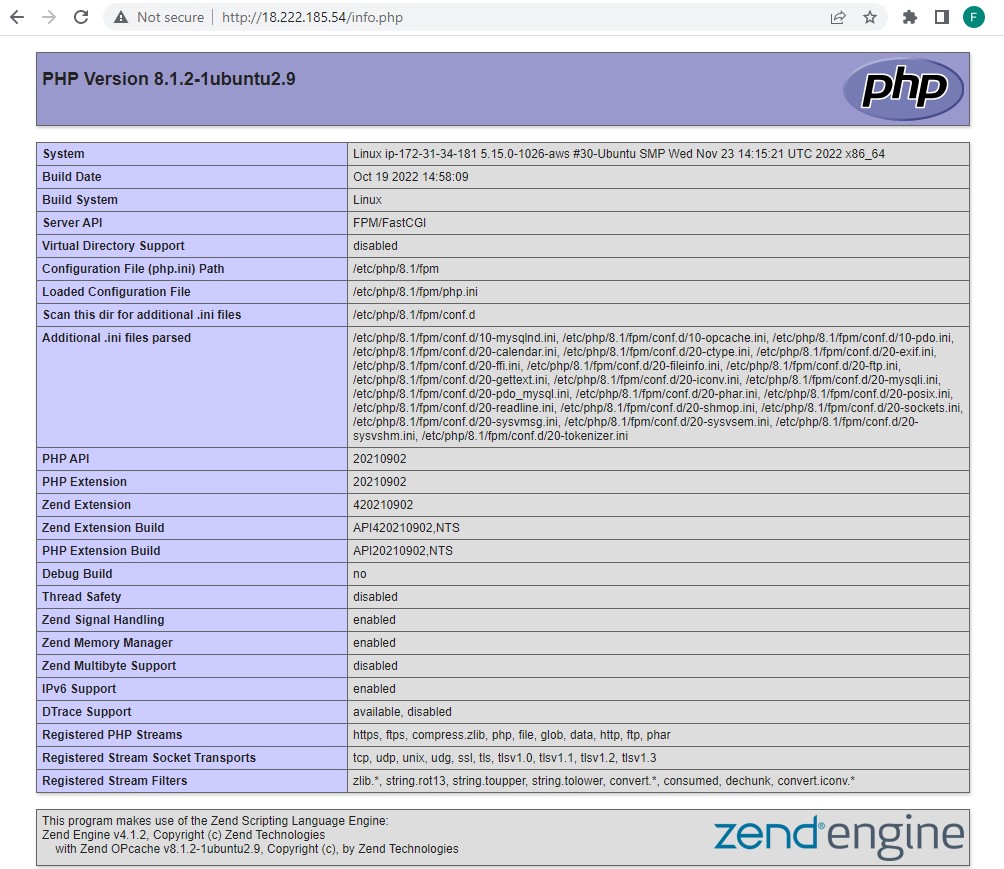 Not secure | http://18.222.185.54/info.php
F
PHP Version 8.1.2-1ubuntu2.9
php
System Linux ip-172-31-34-181 5.15.0-1026-aws #30-Ubuntu SMP Wed Nov 23 14:15:21 UTC 2022 x86_64
Build Date Oct 19 2022 14:58:09
Build System Linux
Server API FPM/FastCGI
Virtual Directory Support disabled
Configuration File (php.ini) Path /etc/php/8.1/fpm
Loaded Configuration File /etc/php/8.1/fpm/php.ini
Scan this dir for additional .ini files /etc/php/8.1/fpm/conf.d
Additional .ini files parsed /etc/php/8.1/fpm/conf.d/10-mysqlnd.ini, /etc/php/8.1/fpm/conf.d/10-opcache.ini, /etc/php/8.1/fpm/conf.d/10-pdo.ini,
/etc/php/8.1/fpm/conf.d/20-calendar.ini, /etc/php/8.1/fpm/conf.d/20-ctype.ini, /etc/php/8.1/fpm/conf.d/20-exif.ini,
/etc/php/8.1/fpm/conf.d/20-ffi.ini, /etc/php/8.1/fpm/conf.d/20-fileinfo.ini, /etc/php/8.1/fpm/conf.d/20-ftp.ini,
/etc/php/8.1/fpm/conf.d/20-gettext.ini, /etc/php/8.1/fpm/conf.d/20-iconv.ini, /etc/php/8.1/fpm/conf.d/20-mysqli.ini,
/etc/php/8.1/fpm/conf.d/20-pdo_mysql.ini, /etc/php/8.1/fpm/conf.d/20-phar.ini, /etc/php/8.1/fpm/conf.d/20-posix.ini,
/etc/php/8.1/fpm/conf.d/20-readline.ini, /etc/php/8.1/fpm/conf.d/20-shmop.ini, /etc/php/8.1/fpm/conf.d/20-sockets.ini,
/etc/php/8.1/fpm/conf.d/20-sysvmsg.ini, /etc/php/8.1/fpm/conf.d/20-sysvsem.ini, /etc/php/8.1/fpm/conf.d/20-
sysvshm.ini, /etc/php/8.1/fpm/conf.d/20-tokenizer.ini
PHP API 20210902
PHP Extension 20210902
Zend Extension 420210902
Zend Extension Build API420210902,NTS
PHP Extension Build API20210902,NTS
Debug Build no
Thread Safety disabled
Zend Signal Handling enabled
Zend Memory Manager enabled
Zend Multibyte Support disabled
IPv6 Support enabled
DTrace Support available, disabled
Registered PHP Streams https, ftps, compress.zlib, php, file, glob, data, http, ftp, phar
Registered Stream Socket Transports tcp, udp, unix, udg, ssl, tls, tlsv1.0, tlsv1.1, tlsv1.2, tlsv1.3
Registered Stream Filters zlib.*, string.rot13, string.toupper, string.tolower, convert.*, consumed, dechunk, convert.iconv.*
This program makes use of the Zend Scripting Language Engine:
Zend Engine v4.1.2, Copyright (c) Zend Technologies
with Zend OPcache v8.1.2-1ubuntu2.9, Copyright (c), by Zend Technologies
zend® engine